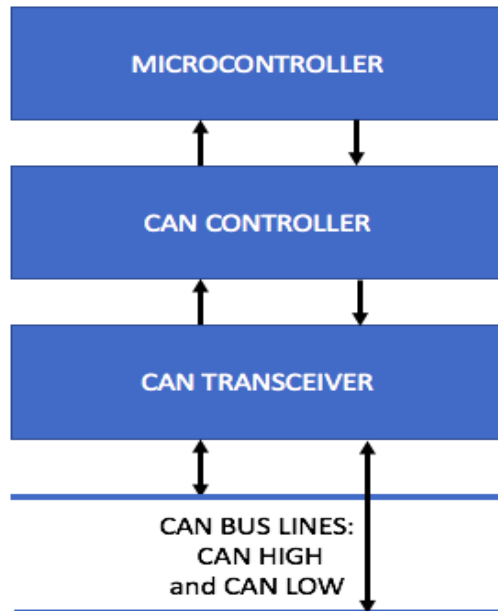 MICROCONTROLLER
CAN CONTROLLER
CAN TRANSCEIVER
CAN BUS LINES:
CAN HIGH
and CAN LOW